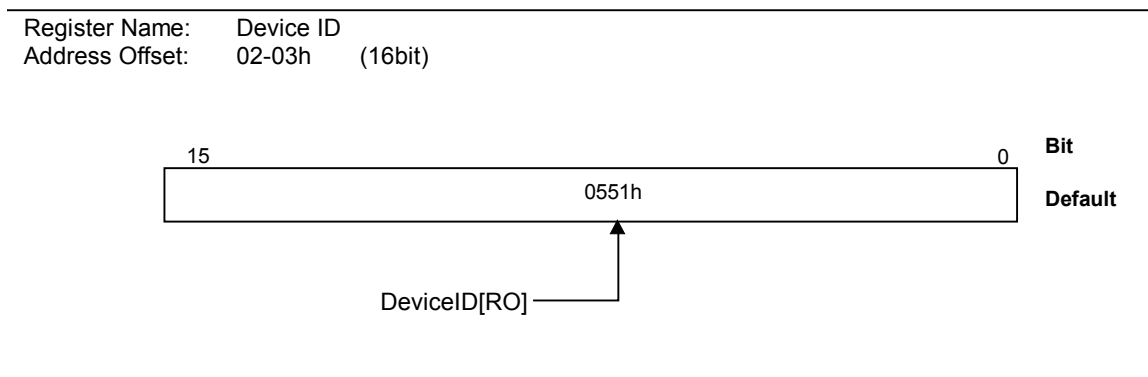 Register Name: Device ID
Address Offset: 02-03h (16bit)
Bit
15 0
0551h
Default
DeviceID[RO]